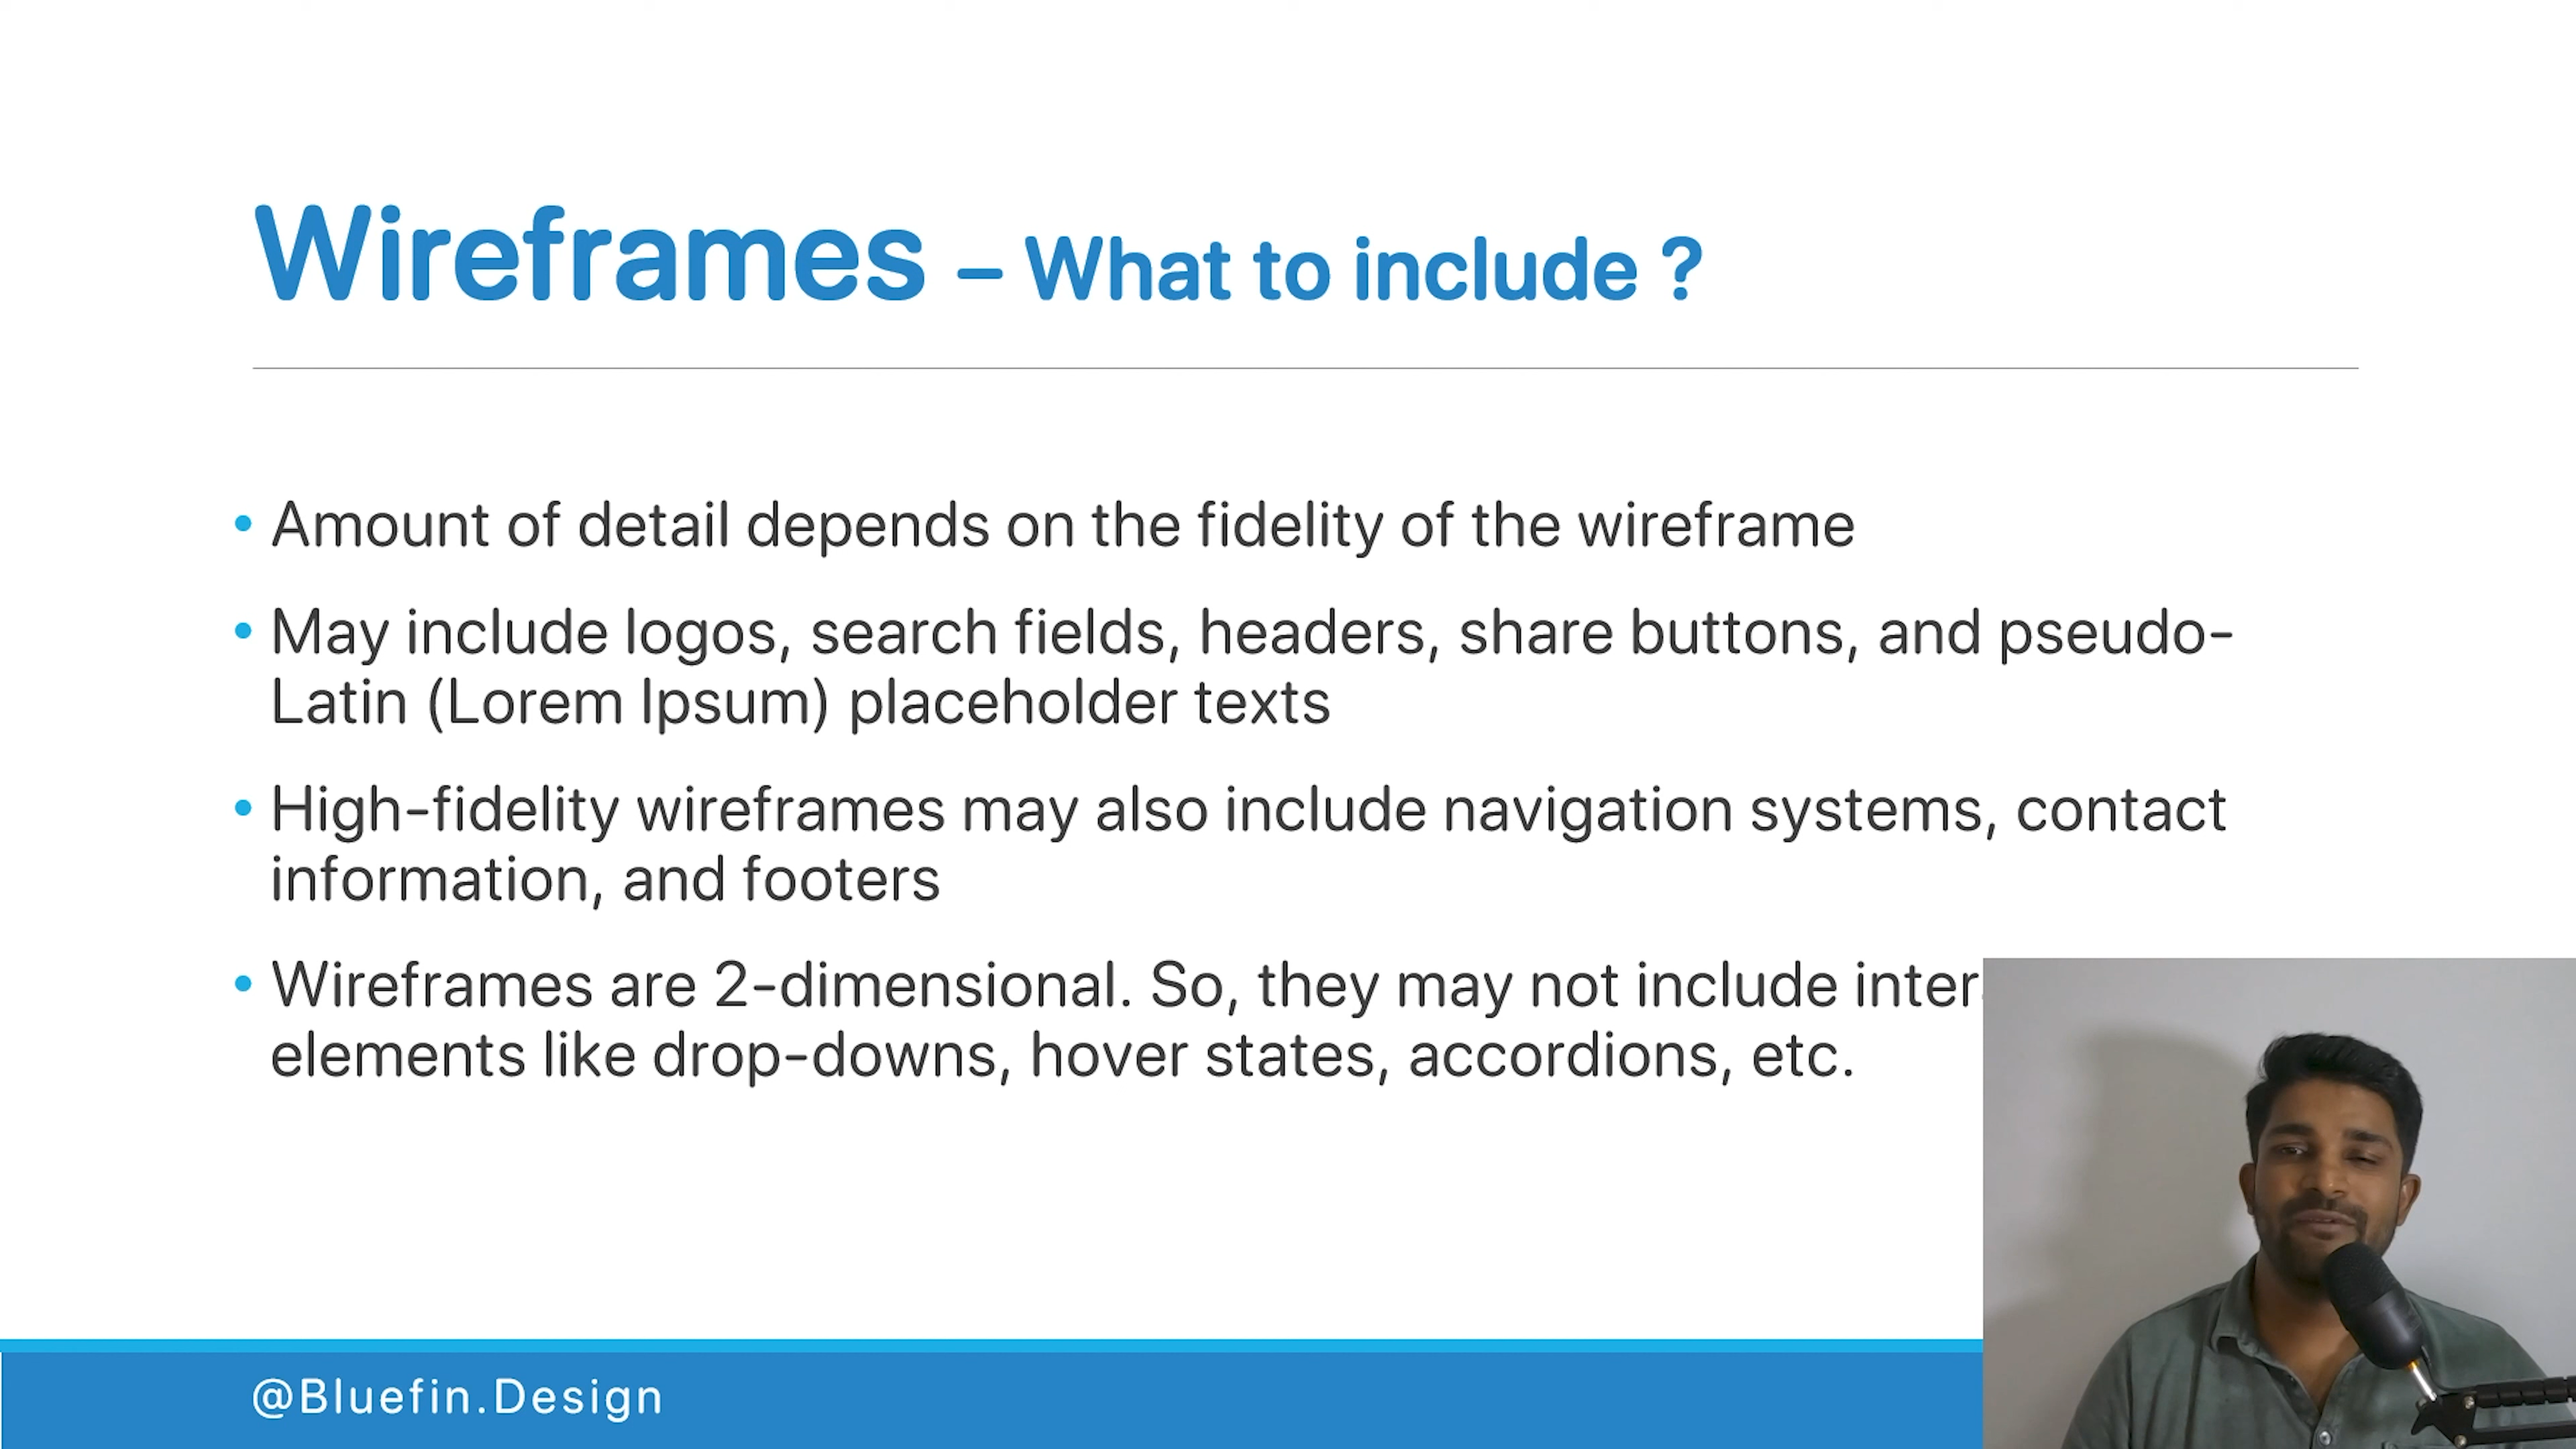 Wireframes – What to include ?
• Amount of detail depends on the fidelity of the wireframe
• May include logos, search fields, headers, share buttons, and pseudo-
Latin (Lorem Ipsum) placeholder texts
• High-fidelity wireframes may also include navigation systems, contact
information, and footers
• Wireframes are 2-dimensional. So, they may not include
elements like drop-downs, hover states, accordions, etc.
@Bluefin.Design